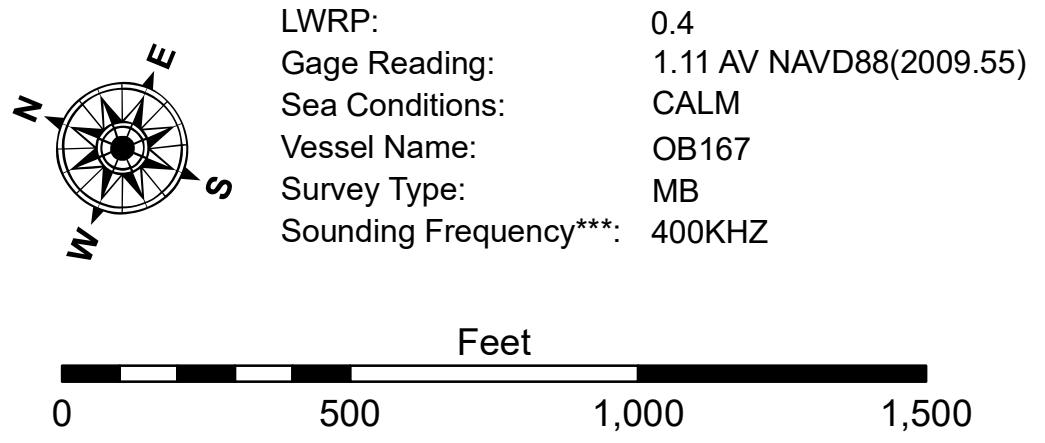 N
E
S
W
LWRP: 0.4
Gage Reading: 1.11 AV NAVD88(2009.55)
Sea Conditions: CALM
Vessel Name: OB167
Survey Type: MB
Sounding Frequency***: 400KHZ
Feet
0 500 1,000 1,500